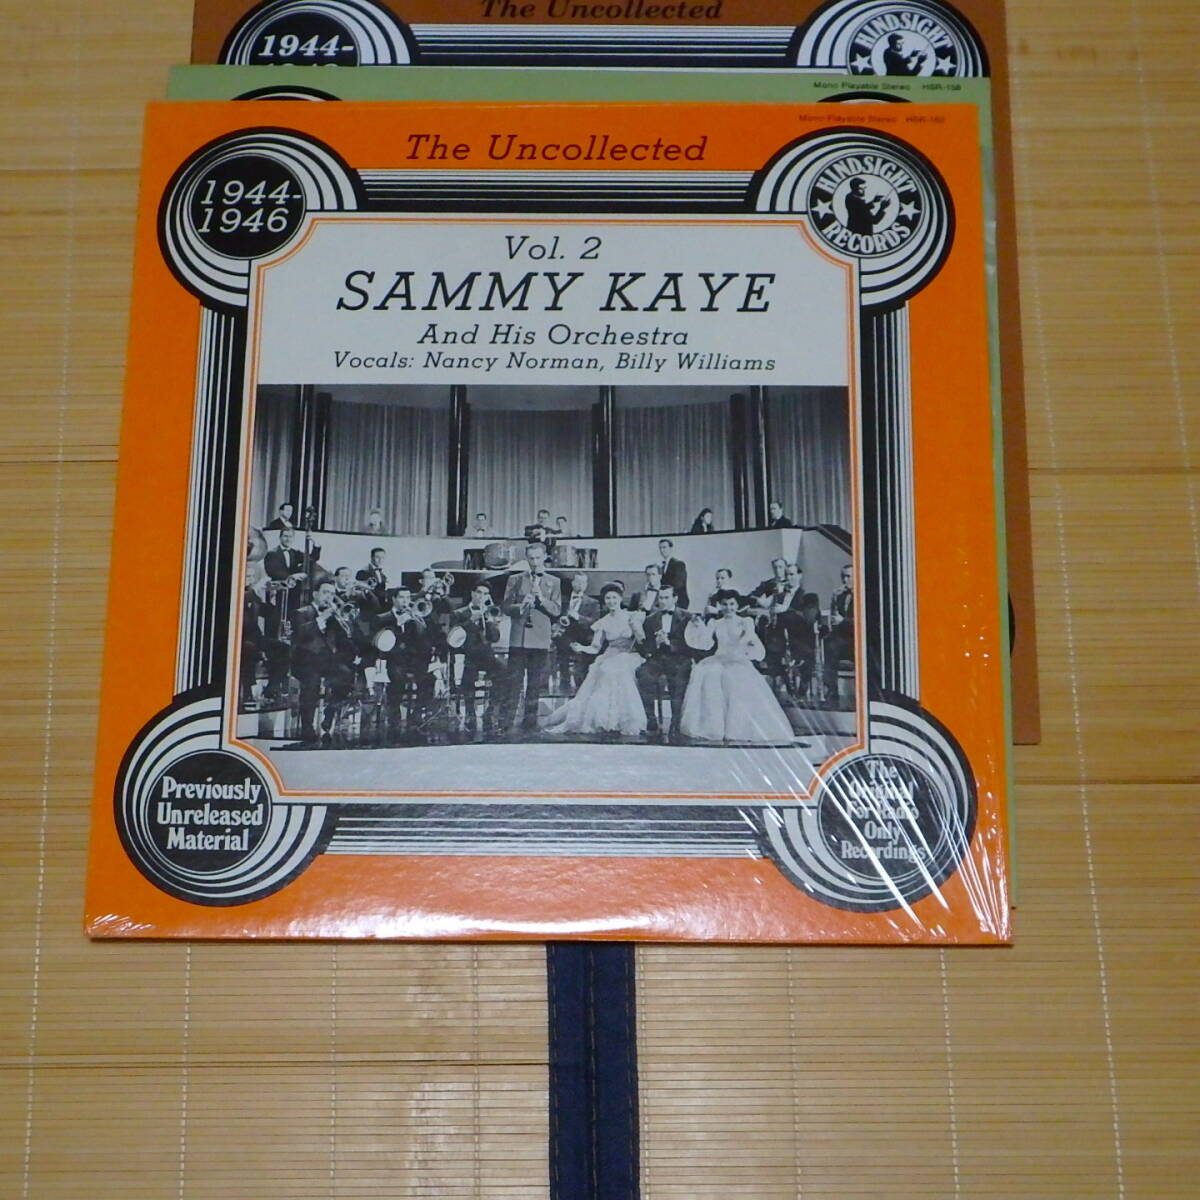 The Uncollected
1944-
HINDSIGHT
Mono Playable Stereo HSR-158
Mono Playable Stereo
The Uncollected
1944-
1946
HINDSIGHT
RECORDS
Vol. 2
SAMMY KAYE
And His Orchestra
Vocals: Nancy Norman, Billy Williams
Previously
Unreleased
Material
The
Original
For Radio
Only
Recordings